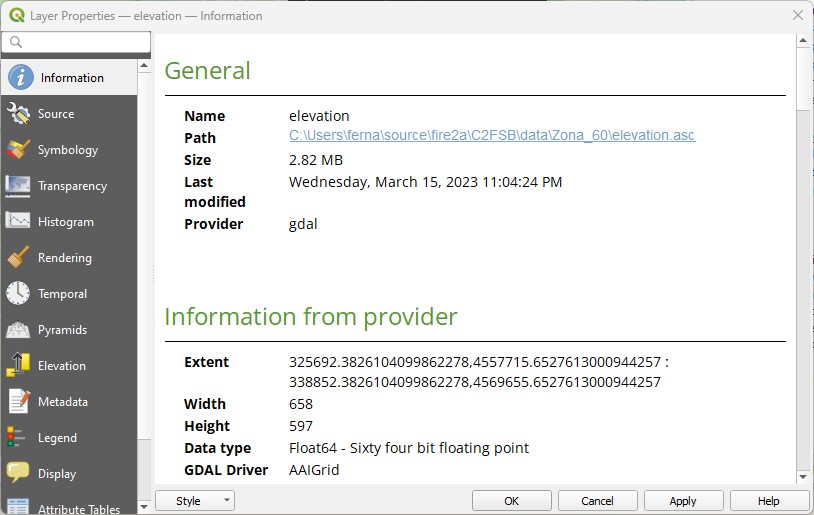 Layer Properties — elevation — Information
Information
Source
Symbology
Transparency
Histogram
Rendering
Temporal
Pyramids
Elevation
Metadata
Legend
Display
Attribute Tables
General
Name elevation
Path C:\Users\ferna\source\fire2a\C2FSB\data\Zona_60\elevation.asc
Size 2.82 MB
Last modified Wednesday, March 15, 2023 11:04:24 PM
Provider gdal
Information from provider
Extent 325692.3826104099862278,4557715.6527613000944257 :
338852.3826104099862278,4569655.6527613000944257
Width 658
Height 597
Data type Float64 - Sixty four bit floating point
GDAL Driver AAIGrid
Style
OK
Cancel
Apply
Help